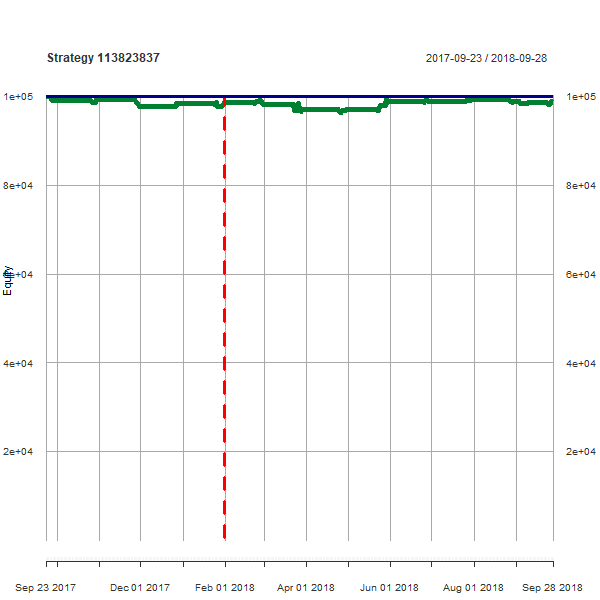 Strategy 113823837 2017-09-23 / 2018-09-28
1e+05 1e+05
8e+04 8e+04
Equity
6e+04 6e+04
4e+04 4e+04
2e+04 2e+04
Sep 23 2017 Dec 01 2017 Feb 01 2018 Apr 01 2018 Jun 01 2018 Aug 01 2018 Sep 28 2018